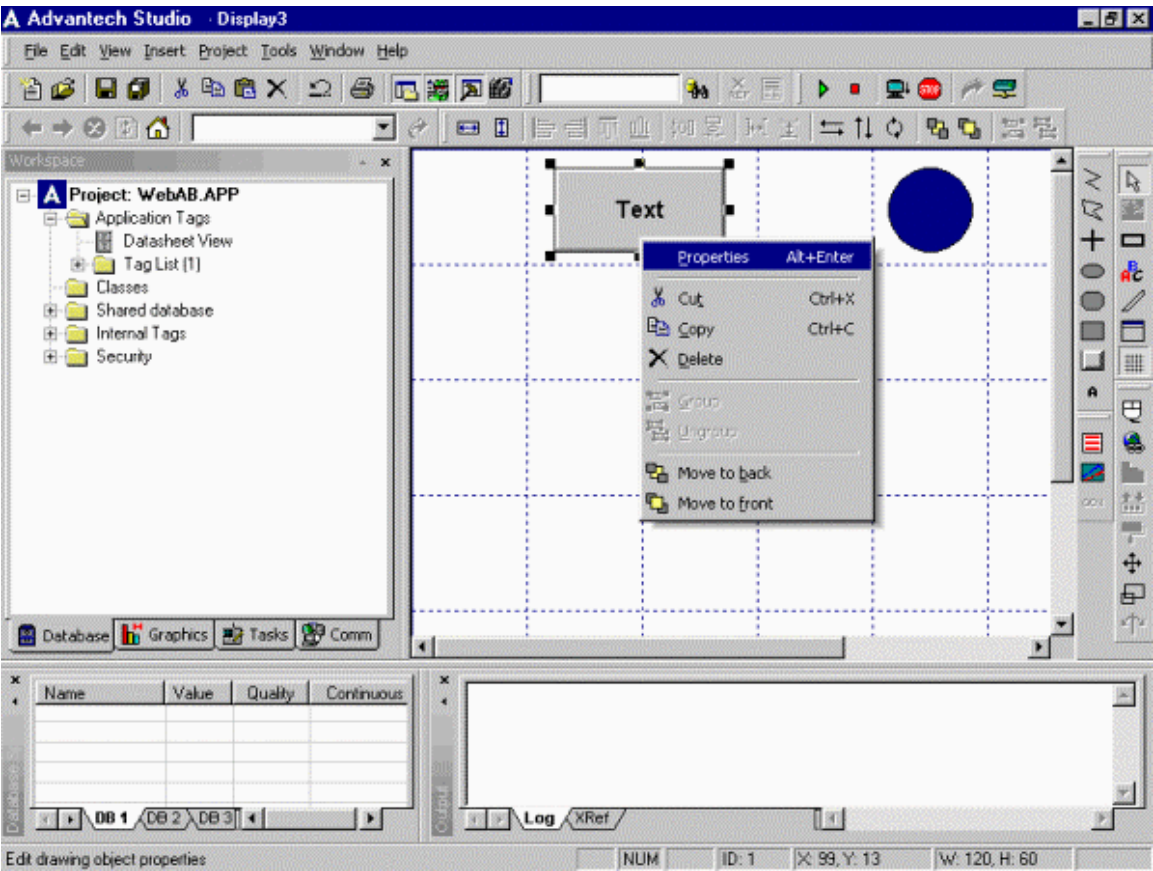 Advantech Studio - Display3
File Edit View Insert Project Tools Window Help
Workspace
Project: WebAB.APP
Application Tags
Datasheet View
Tag List (1)
Classes
Shared database
Internal Tags
Security
Database Graphics Tasks Comm
Text
Properties Alt+Enter
Cut Ctrl+X
Copy Ctrl+C
Delete
Group
Ungroup
Move to back
Move to front
STOP
A B C
A
Name Value Quality Continuous
DB 1 DB 2 DB 3
Database
Output
Log XRef
Edit drawing object properties NUM ID: 1 X: 99, Y: 13 W: 120, H: 60